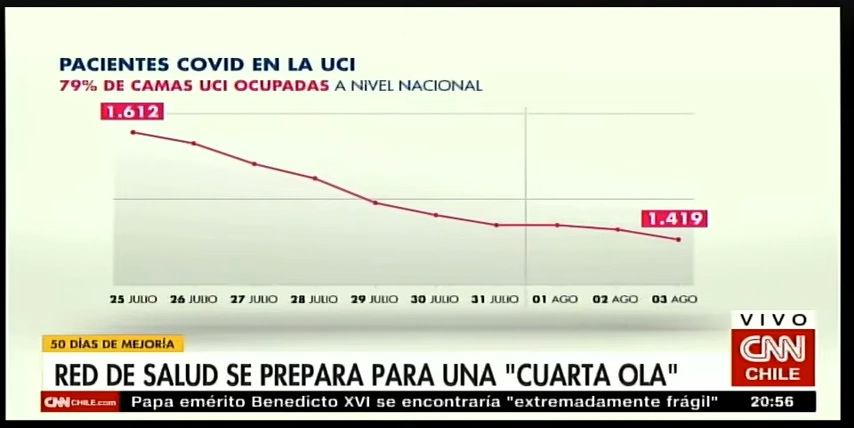 PACIENTES COVID EN LA UCI
79% DE CAMAS UCI OCUPADAS A NIVEL NACIONAL
1.612
1.419
25 JULIO 26 JULIO 27 JULIO 28 JULIO 29 JULIO 30 JULIO 31 JULIO 01 AGO 02 AGO 03 AGO
VIVO
CNN
CHILE
50 DÍAS DE MEJORÍA
RED DE SALUD SE PREPARA PARA UNA "CUARTA OLA"
CNNCHILE.com Papa emérito Benedicto XVI se encontraría "extremadamente frágil" 20:56